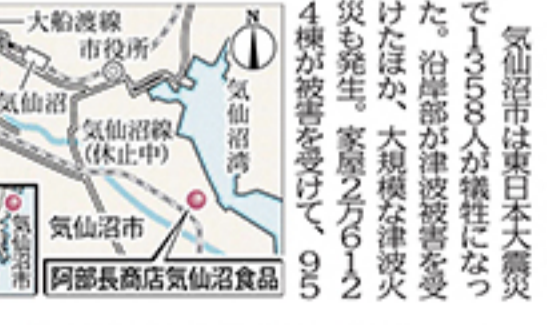 気仙沼市は東日本大震災
で1358人が犠牲になっ
た。沿岸部が津波被害を受
けたほか、大規模な津波火
災も発生。家屋2万612
4棟が被害を受けて、95
大船渡線
市役所
N
気仙沼
気仙沼湾
気仙沼線
(休止中)
気仙沼市
気仙沼市
阿部長商店気仙沼食品